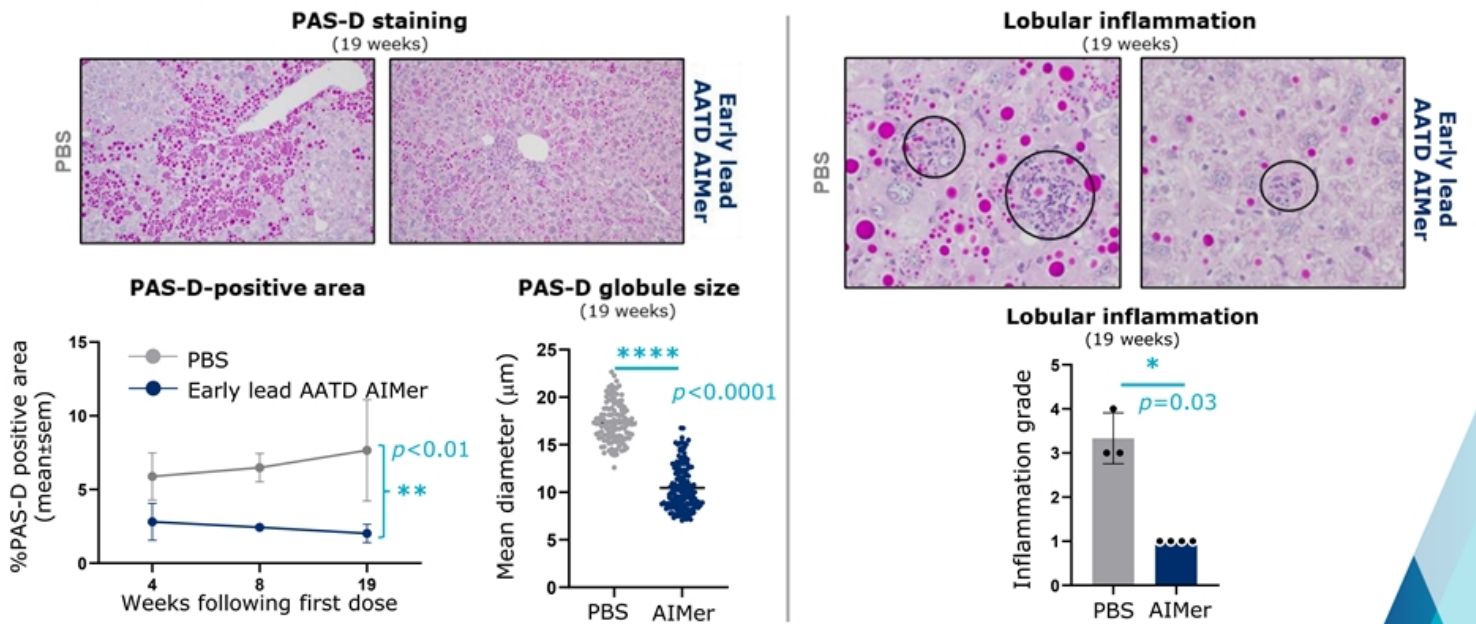 PAS-D staining
(19 weeks)
PBS
Early lead
AATD AIMer
PAS-D-positive area
%PAS-D positive area
(mean±sem)
15
10
5
0
PBS
Early lead AATD AIMer
p<0.01
**
4
8
19
Weeks following first dose
PAS-D globule size
(19 weeks)
Mean diameter (μm)
25
20
15
10
5
0
****
p<0.0001
PBS
AIMer
Lobular inflammation
(19 weeks)
PBS
Early lead
AATD AIMer
Lobular inflammation
(19 weeks)
Inflammation grade
5
4
3
2
1
0
*
p=0.03
PBS
AIMer